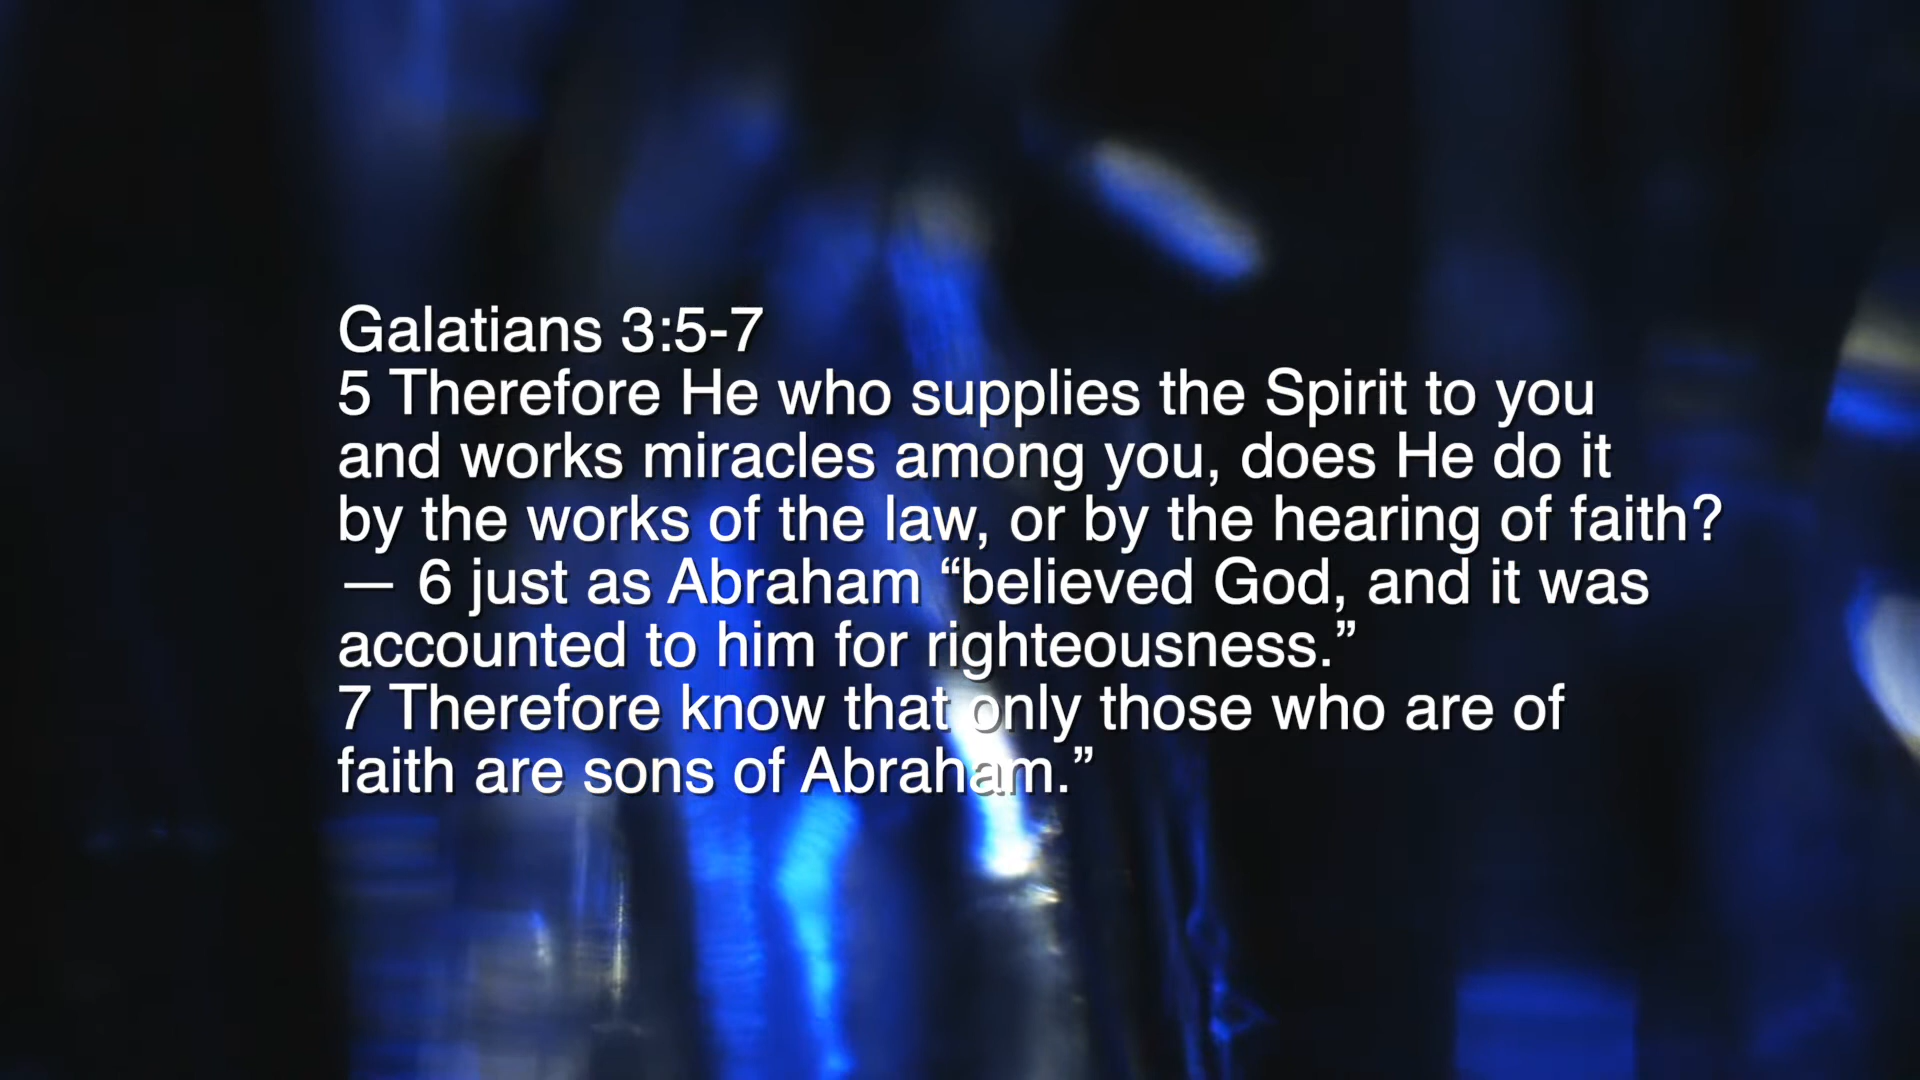 Galatians 3:5-7
5 Therefore He who supplies the Spirit to you
and works miracles among you, does He do it
by the works of the law, or by the hearing of faith?
— 6 just as Abraham “believed God, and it was
accounted to him for righteousness.”
7 Therefore know that only those who are of
faith are sons of Abraham.”